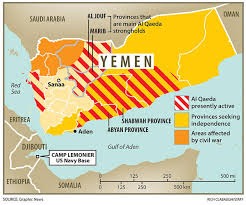 SAUDI ARABIA
AL JOUF
MARIB
Provinces that
are main Al Qaeda
strongholds
YEMEN
Red
Sea
Sanaa
Al Qaeda
presently active
Provinces seeking
independence
Areas affected
by civil war
ERITREA
SHABWAH PROVINCE
ABYAN PROVINCE
Aden
DJIBOUTI
Gulf of Aden
CAMP LEMONIER
US Navy Base
ETHIOPIA
SOMALIA
SOURCE: Graphic News